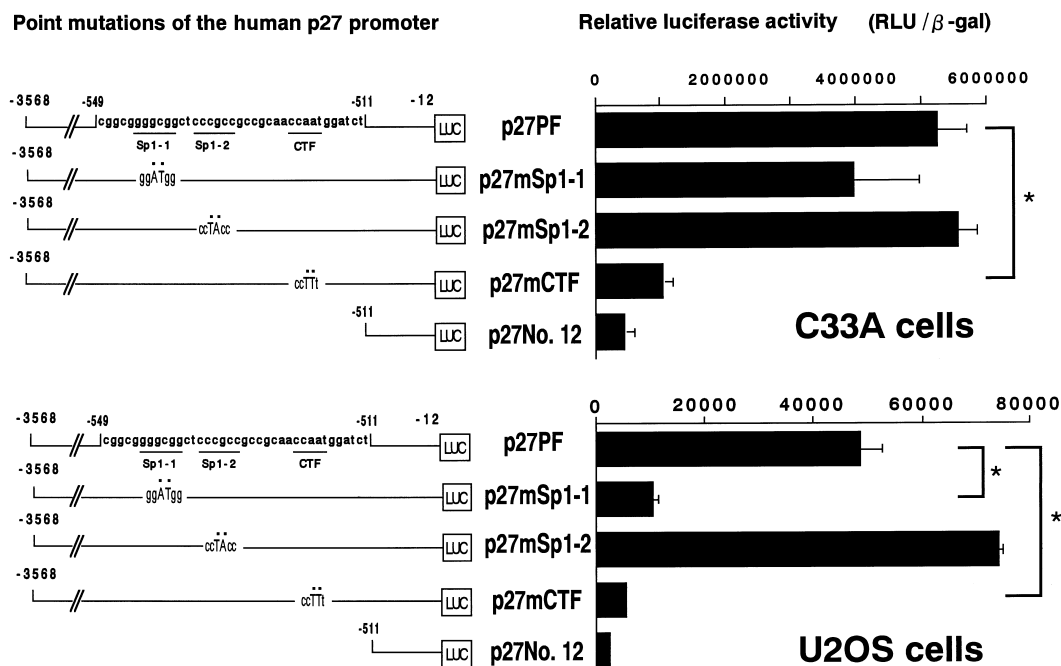 Point mutations of the human p27 promoter
Relative luciferase activity (RLU / β-gal)
0 2000000 4000000 6000000
-3568 -549 -511 -12
cggcggggcggctcccgccgccgcaaccaatggatct LUC p27PF
Sp1-1 Sp1-2 CTF
-3568
ggATgg LUC p27mSp1-1
-3568
ccTAcc LUC p27mSp1-2
-3568
ccTTt LUC p27mCTF
*
-511
LUC p27No. 12
C33A cells
0 20000 40000 60000 80000
-3568 -549 -511 -12
cggcggggcggctcccgccgccgcaaccaatggatct LUC p27PF
Sp1-1 Sp1-2 CTF
-3568
ggATgg LUC p27mSp1-1
*
-3568
ccTAcc LUC p27mSp1-2
*
-3568
ccTTt LUC p27mCTF
-511
LUC p27No. 12
U2OS cells